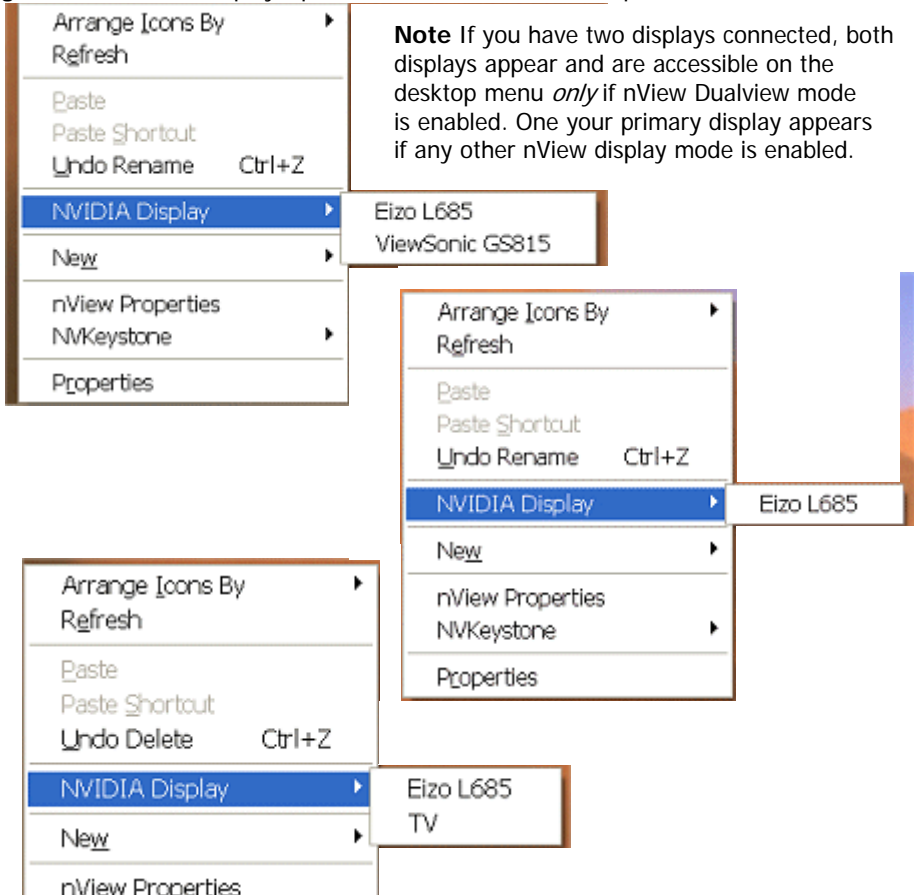 Arrange Icons By
Refresh
Paste
Paste Shortcut
Undo Rename Ctrl+Z
NVIDIA Display
Eizo L685
ViewSonic GS815
New
nView Properties
NVKeystone
Properties
Note If you have two displays connected, both
displays appear and are accessible on the
desktop menu only if nView Dualview mode
is enabled. One your primary display appears
if any other nView display mode is enabled.
Arrange Icons By
Refresh
Paste
Paste Shortcut
Undo Rename Ctrl+Z
NVIDIA Display
Eizo L685
New
nView Properties
NVKeystone
Properties
Arrange Icons By
Refresh
Paste
Paste Shortcut
Undo Delete Ctrl+Z
NVIDIA Display
Eizo L685
TV
New
nView Properties